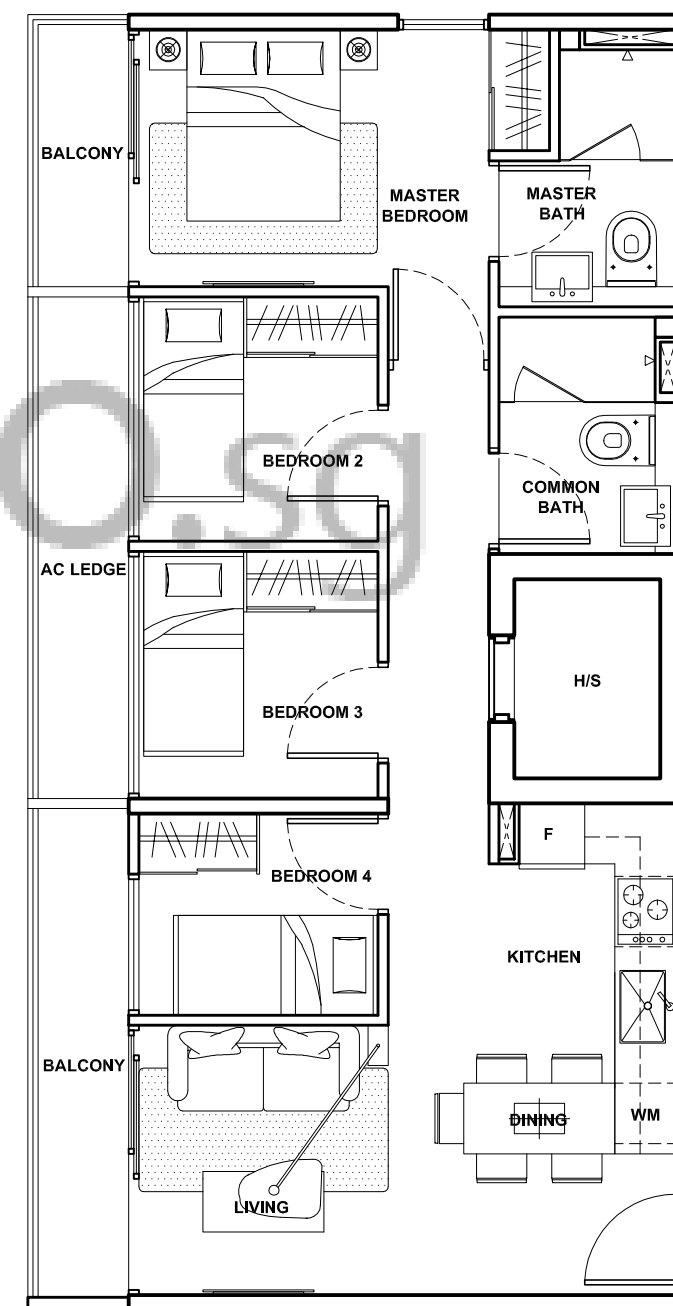 BALCONY
MASTER
BEDROOM
MASTER
BATH
BEDROOM 2
COMMON
BATH
o.sg
AC LEDGE
H/S
BEDROOM 3
F
BEDROOM 4
KITCHEN
BALCONY
DINING
WM
LIVING